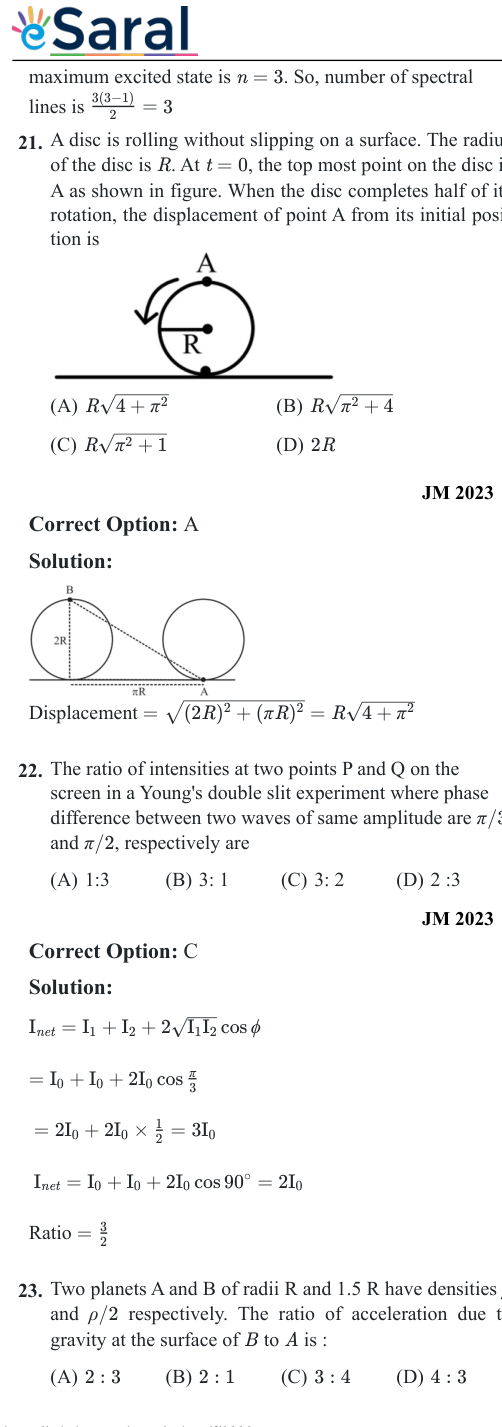 eSaral
maximum excited state is n = 3. So, number of spectral
lines is 3(3−1)/2 = 3
21. A disc is rolling without slipping on a surface. The radiu
of the disc is R. At t = 0, the top most point on the disc i
A as shown in figure. When the disc completes half of it
rotation, the displacement of point A from its initial posi
tion is
A
R
(A) R√(4 + π²) (B) R√(π² + 4)
(C) R√(π² + 1) (D) 2R
JM 2023
Correct Option: A
Solution:
B
2R
πR A
Displacement = √((2R)² + (πR)²) = R√(4 + π²)
22. The ratio of intensities at two points P and Q on the
screen in a Young's double slit experiment where phase
difference between two waves of same amplitude are π/3
and π/2, respectively are
(A) 1:3 (B) 3: 1 (C) 3: 2 (D) 2 :3
JM 2023
Correct Option: C
Solution:
I_net = I₁ + I₂ + 2√(I₁I₂) cos ϕ
= I₀ + I₀ + 2I₀ cos π/3
= 2I₀ + 2I₀ × 1/2 = 3I₀
I_net = I₀ + I₀ + 2I₀ cos 90° = 2I₀
Ratio = 3/2
23. Two planets A and B of radii R and 1.5 R have densities
and ρ/2 respectively. The ratio of acceleration due t
gravity at the surface of B to A is :
(A) 2 : 3 (B) 2 : 1 (C) 3 : 4 (D) 4 : 3